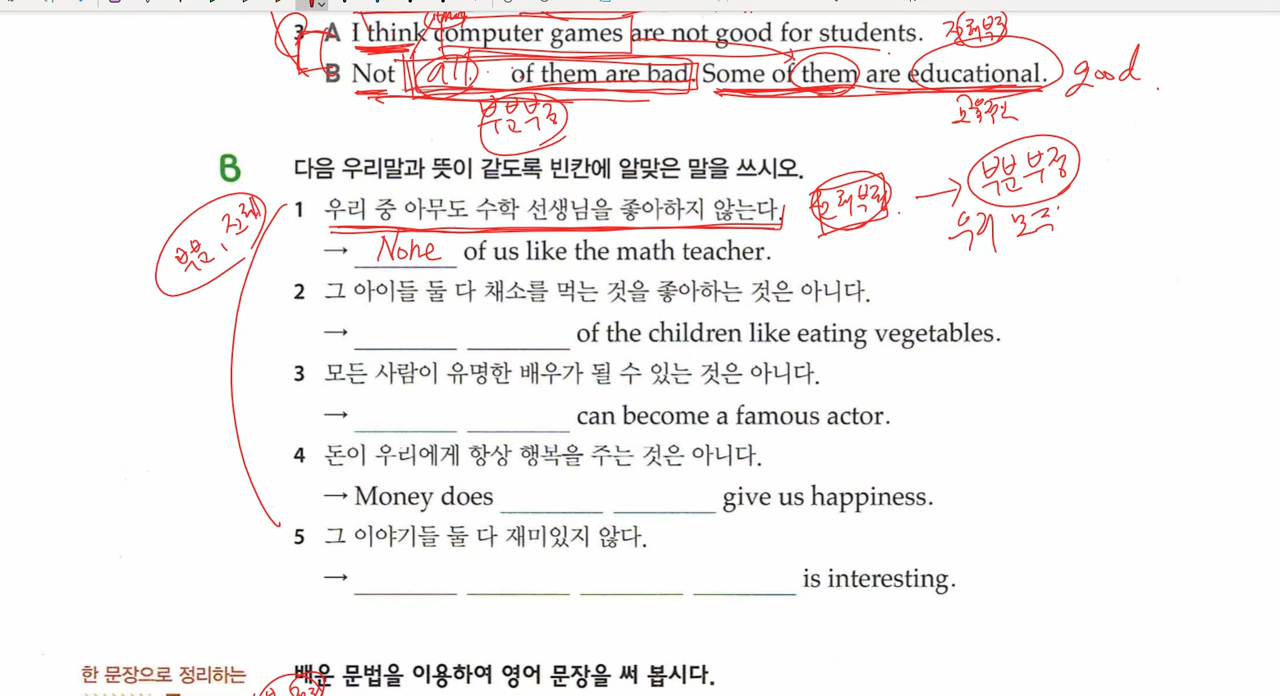 3 A I think computer games are not good for students.
B Not all of them are bad. Some of them are educational. good
부분부정
B 다음 우리말과 뜻이 같도록 빈칸에 알맞은 말을 쓰시오.
1 우리 중 아무도 수학 선생님을 좋아하지 않는다. → 부분부정
우리 모두
→ None of us like the math teacher.
2 그 아이들 둘 다 채소를 먹는 것을 좋아하는 것은 아니다.
→ of the children like eating vegetables.
3 모든 사람이 유명한 배우가 될 수 있는 것은 아니다.
→ can become a famous actor.
4 돈이 우리에게 항상 행복을 주는 것은 아니다.
→ Money does give us happiness.
5 그 이야기들 둘 다 재미있지 않다.
→ is interesting.
한 문장으로 정리하는 배운 문법을 이용하여 영어 문장을 써 봅시다.